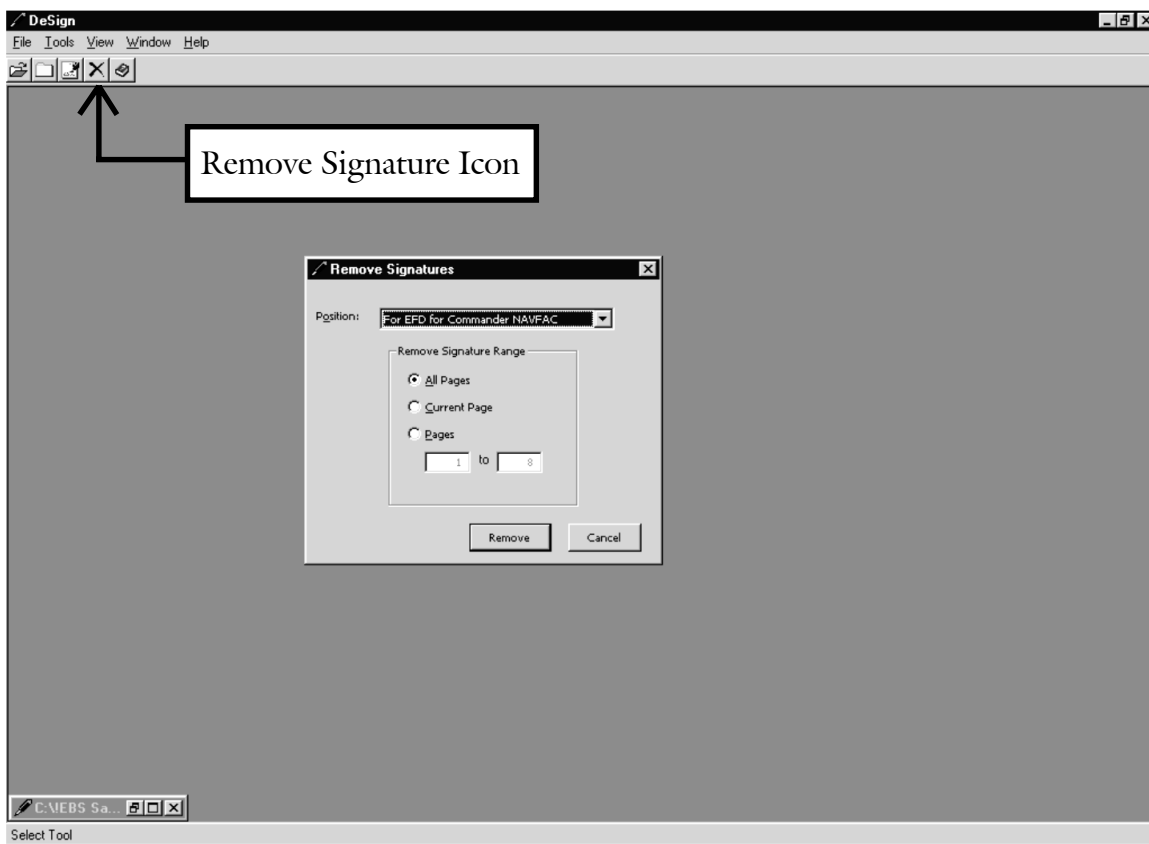 DeSign
File Tools View Window Help
Remove Signature Icon
Remove Signatures
Position: For EFD for Commander NAVFAC
Remove Signature Range
All Pages
Current Page
Pages
1 to 8
Remove Cancel
C:\!EBS Sa...
Select Tool